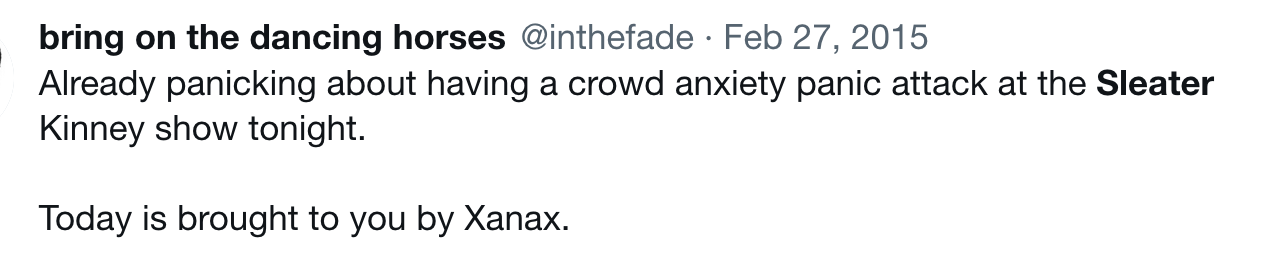 bring on the dancing horses @inthefade · Feb 27, 2015
Already panicking about having a crowd anxiety panic attack at the Sleater
Kinney show tonight.
Today is brought to you by Xanax.